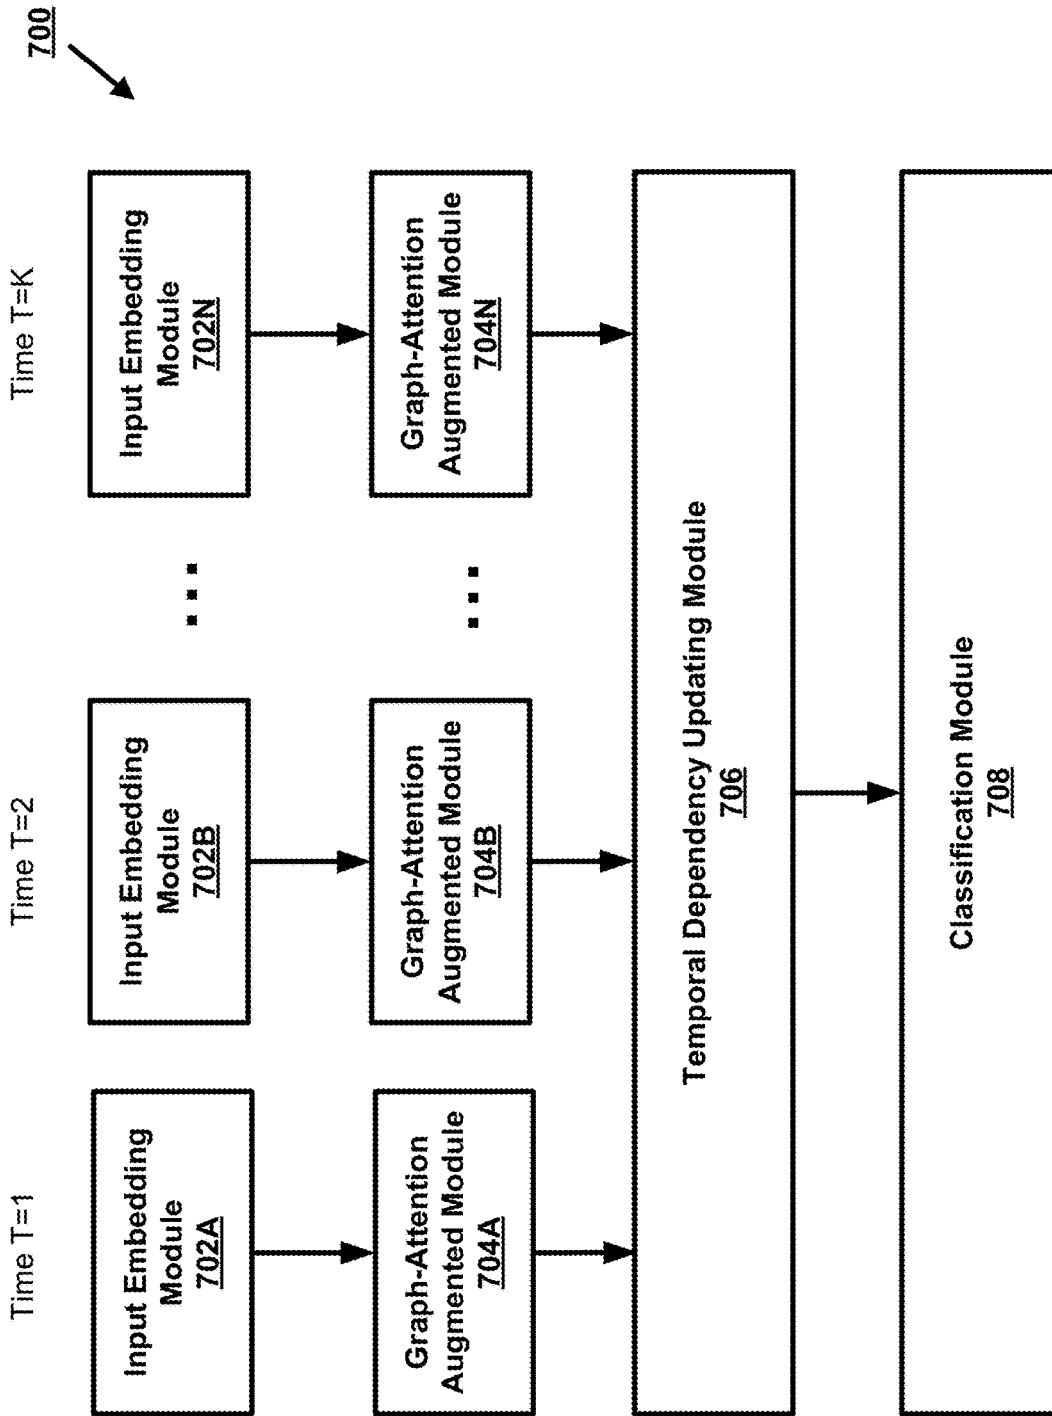 700
Time T=1
Time T=2
Time T=K
Input Embedding
Module
702A
Input Embedding
Module
702B
...
Input Embedding
Module
702N
Graph-Attention
Augmented Module
704A
Graph-Attention
Augmented Module
704B
...
Graph-Attention
Augmented Module
704N
Temporal Dependency Updating Module
706
Classification Module
708